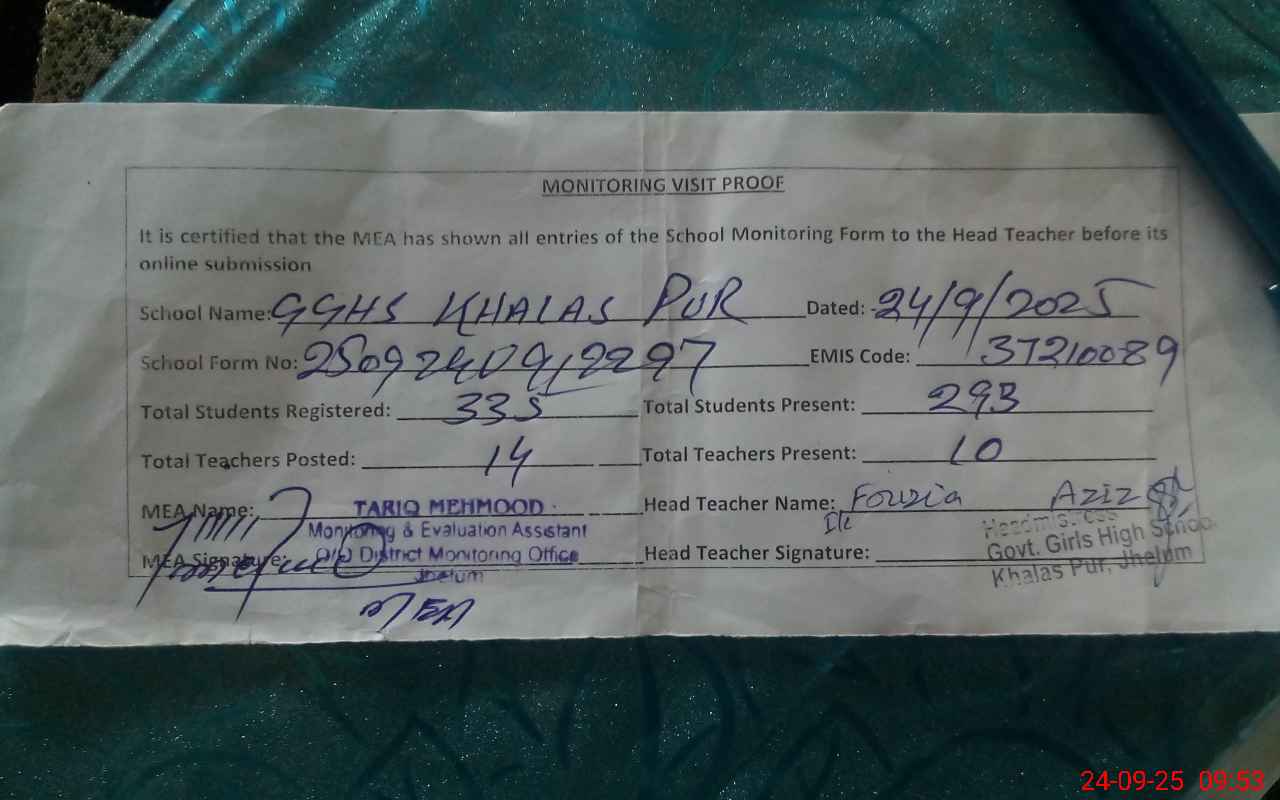 MONITORING VISIT PROOF
It is certified that the MEA has shown all entries of the School Monitoring Form to the Head Teacher before its
online submission
School Name: GGHS KHALAS PUR Dated: 24/9/2025
School Form No: EMIS Code: 37210089
Total Students Registered: 335 Total Students Present: 293
Total Teachers Posted: 14 Total Teachers Present: 10
MEA Name: TARIQ MEHMOOD Head Teacher Name: Fouzia Aziz
Monitoring & Evaluation Assistant
I/c
Headmistress
MEA Signature: O/O District Monitoring Office Head Teacher Signature:
Govt. Girls High School
Jhelum
Khalas Pur, Jhelum
MEA
24-09-25 09:53